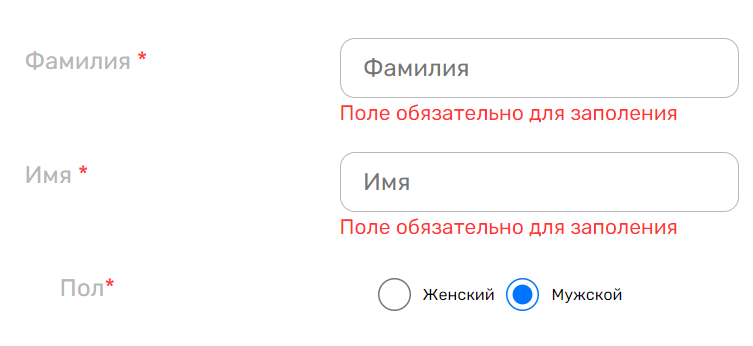 Фамилия * Фамилия
Поле обязательно для заполения
Имя * Имя
Поле обязательно для заполения
Пол* Женский Мужской